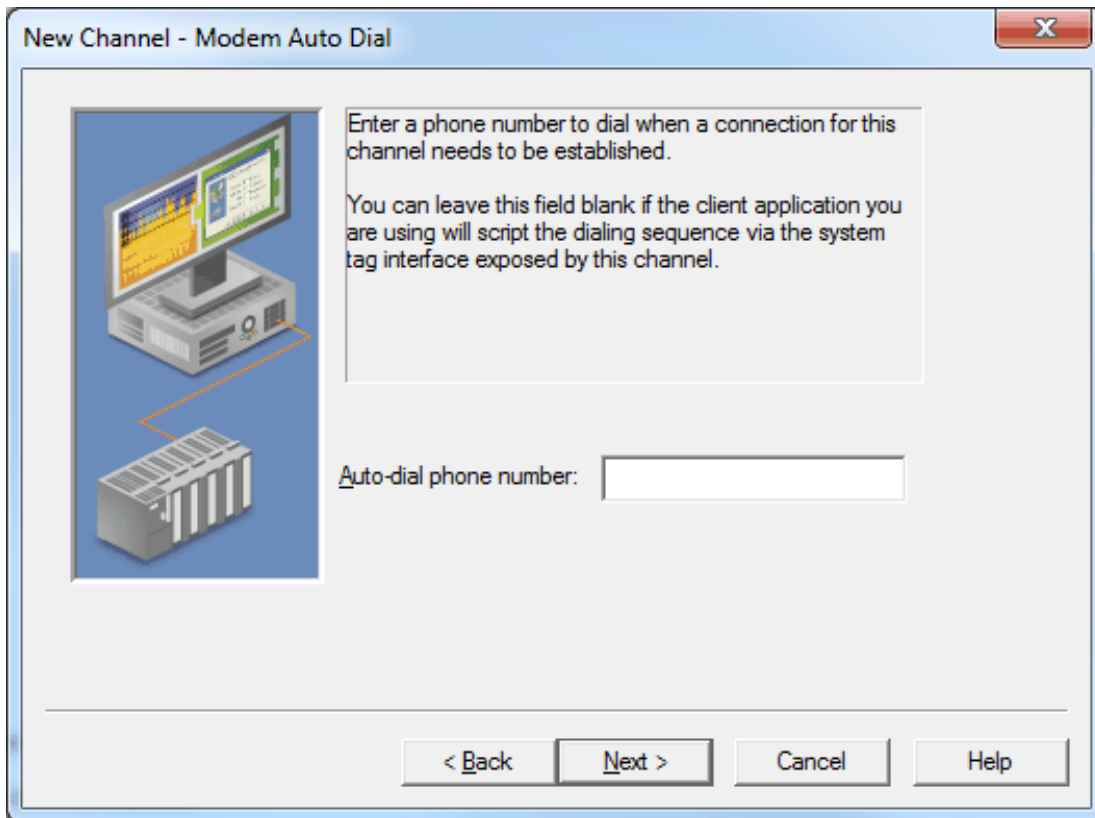 New Channel - Modem Auto Dial
Enter a phone number to dial when a connection for this
channel needs to be established.
You can leave this field blank if the client application you
are using will script the dialing sequence via the system
tag interface exposed by this channel.
Auto-dial phone number:
< Back
Next >
Cancel
Help